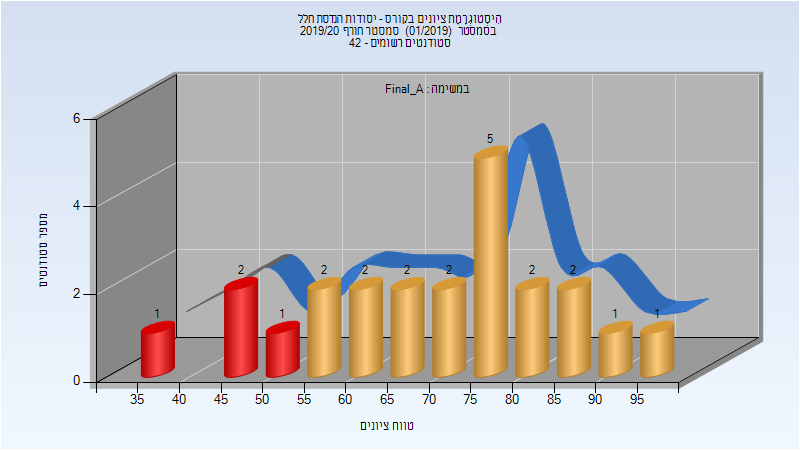 היסטוגרמת ציונים בקורס - יסודות הנדסת חלל
בסמסטר (01/2019) סמסטר חורף 2019/20
סטודנטים רשומים - 42
במשימה : Final_A
מספר סטודנטים
6
4
2
0
1
2
1
2
2
2
2
5
2
2
1
1
35 40 45 50 55 60 65 70 75 80 85 90 95
טווח ציונים